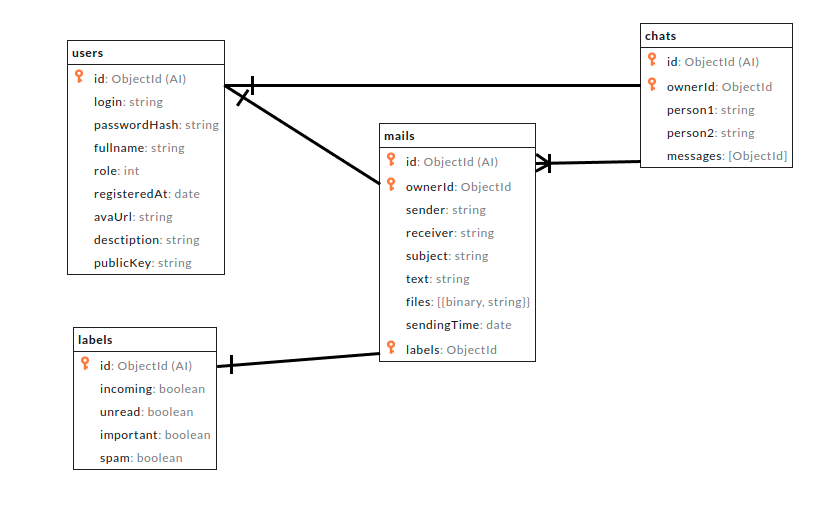 users
id: ObjectId (AI)
login: string
passwordHash: string
fullname: string
role: int
registeredAt: date
avaUrl: string
desctiption: string
publicKey: string
mails
id: ObjectId (AI)
ownerId: ObjectId
sender: string
receiver: string
subject: string
text: string
files: [{binary, string}]
sendingTime: date
labels: ObjectId
chats
id: ObjectId (AI)
ownerId: ObjectId
person1: string
person2: string
messages: [ObjectId]
labels
id: ObjectId (AI)
incoming: boolean
unread: boolean
important: boolean
spam: boolean